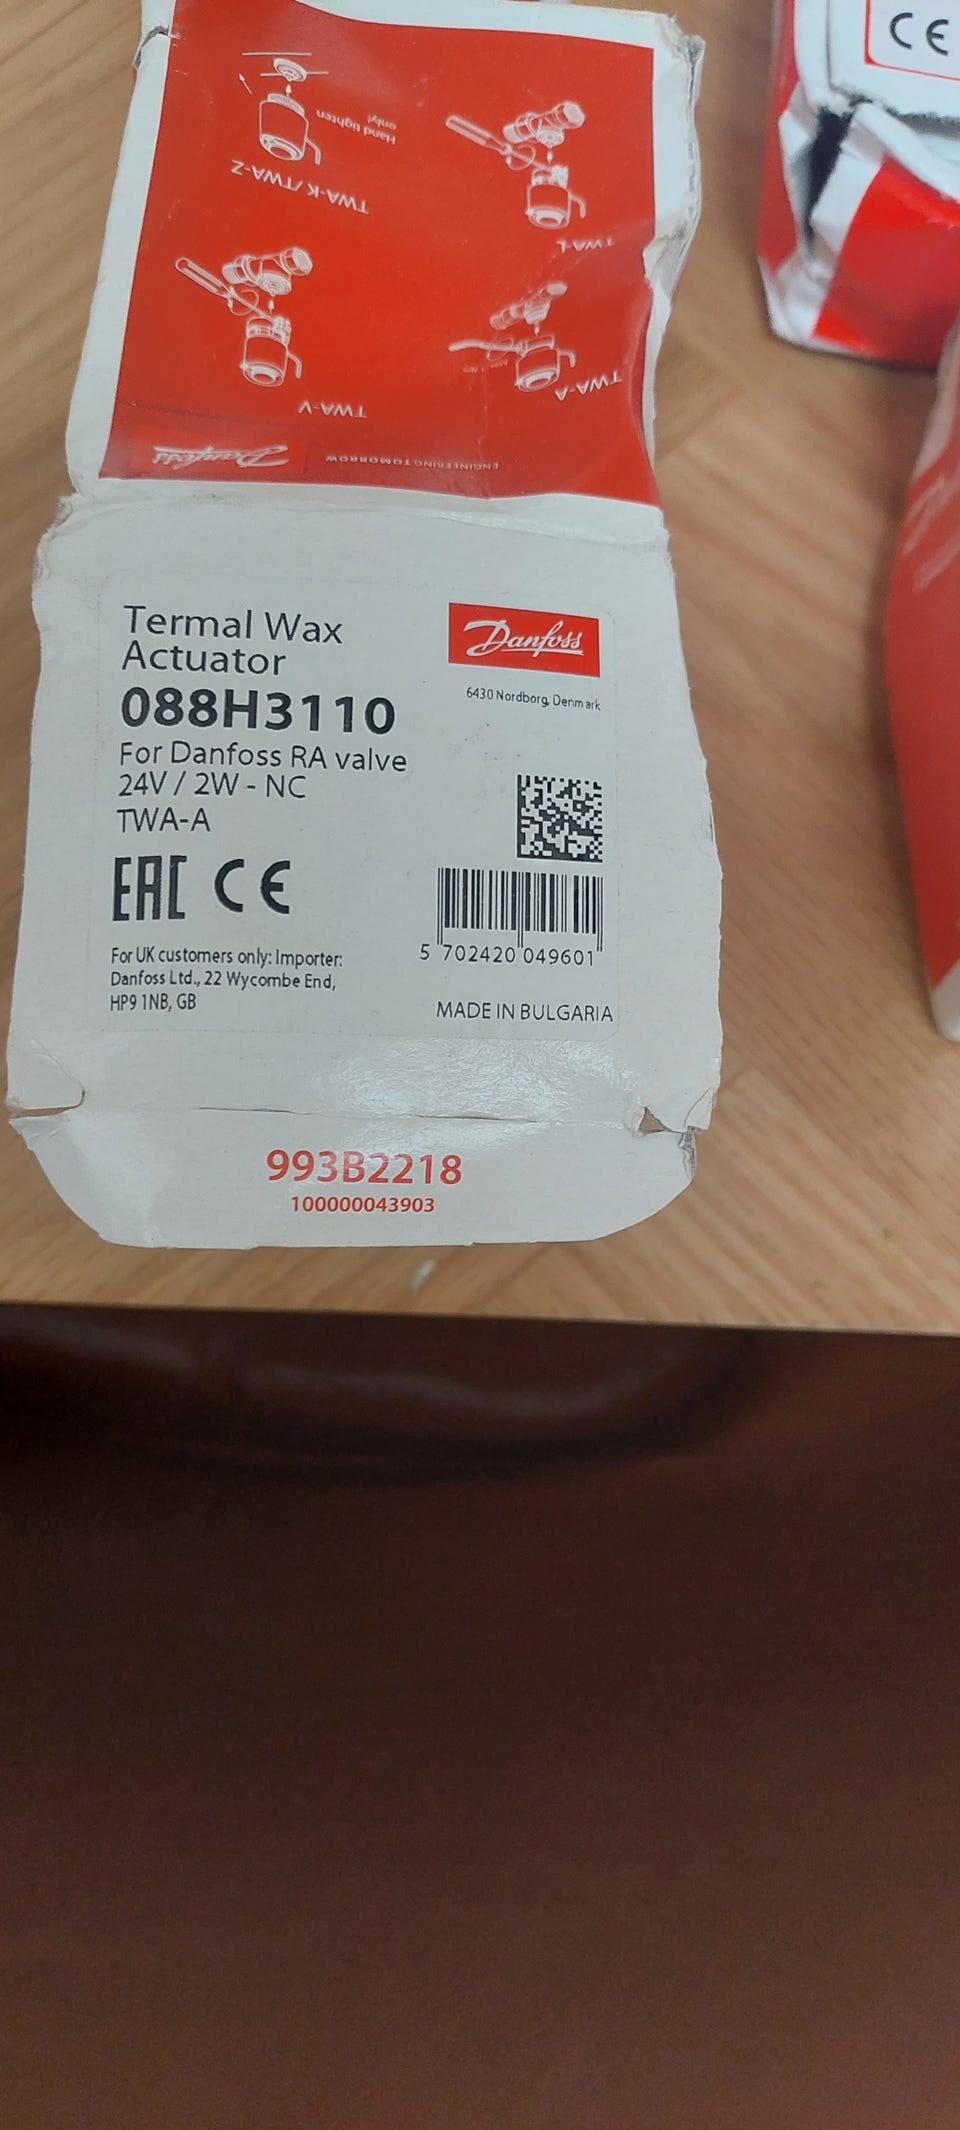 Hand tighten
only!
TWA-K / TWA-Z
TWA-L
TWA-V
TWA-A
Danfoss
ENGINEERING TOMORROW
Termal Wax
Actuator
088H3110
For Danfoss RA valve
24V / 2W - NC
TWA-A
EAC CE
For UK customers only: Importer:
Danfoss Ltd., 22 Wycombe End,
HP9 1NB, GB
Danfoss
6430 Nordborg, Denmark
5 702420 049601
MADE IN BULGARIA
993B2218
100000043903
CE